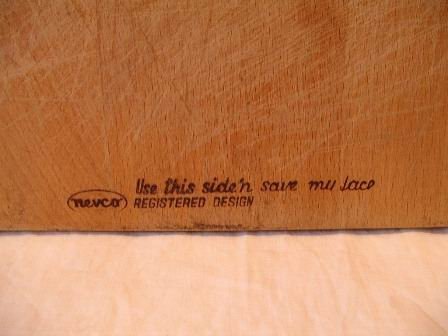 Use this side'n save my face
nevco REGISTERED DESIGN